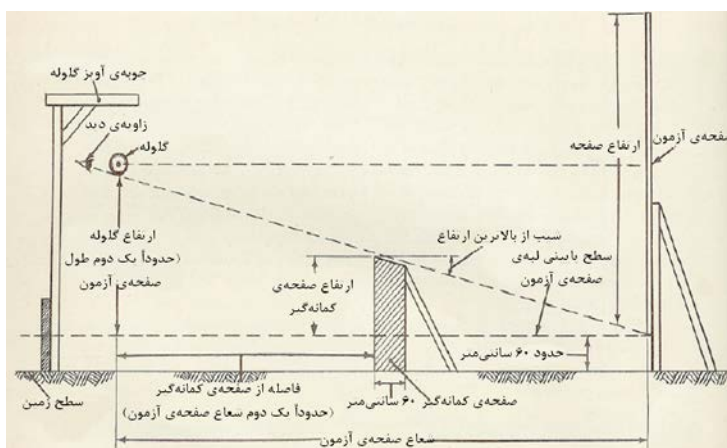 چوبه‌ی آویز گلوله
زاویه‌ی دید
گلوله
ارتفاع صفحه
صفحه‌ی آزمون
ارتفاع گلوله
(حدوداً یک دوم طول
صفحه‌ی آزمون
ارتفاع صفحه‌ی
کمانه‌گیر
شیب از بالاترین ارتفاع
سطح پایینی لبه‌ی
صفحه‌ی آزمون
حدود ۶۰ سانتی‌متر
فاصله از صفحه‌ی کمانه‌گیر
(حدوداً یک دوم شعاع صفحه‌ی آزمون)
۶۰ سانتی‌متر
صفحه‌ی کمانه‌گیر
سطح زمین
شعاع صفحه‌ی آزمون